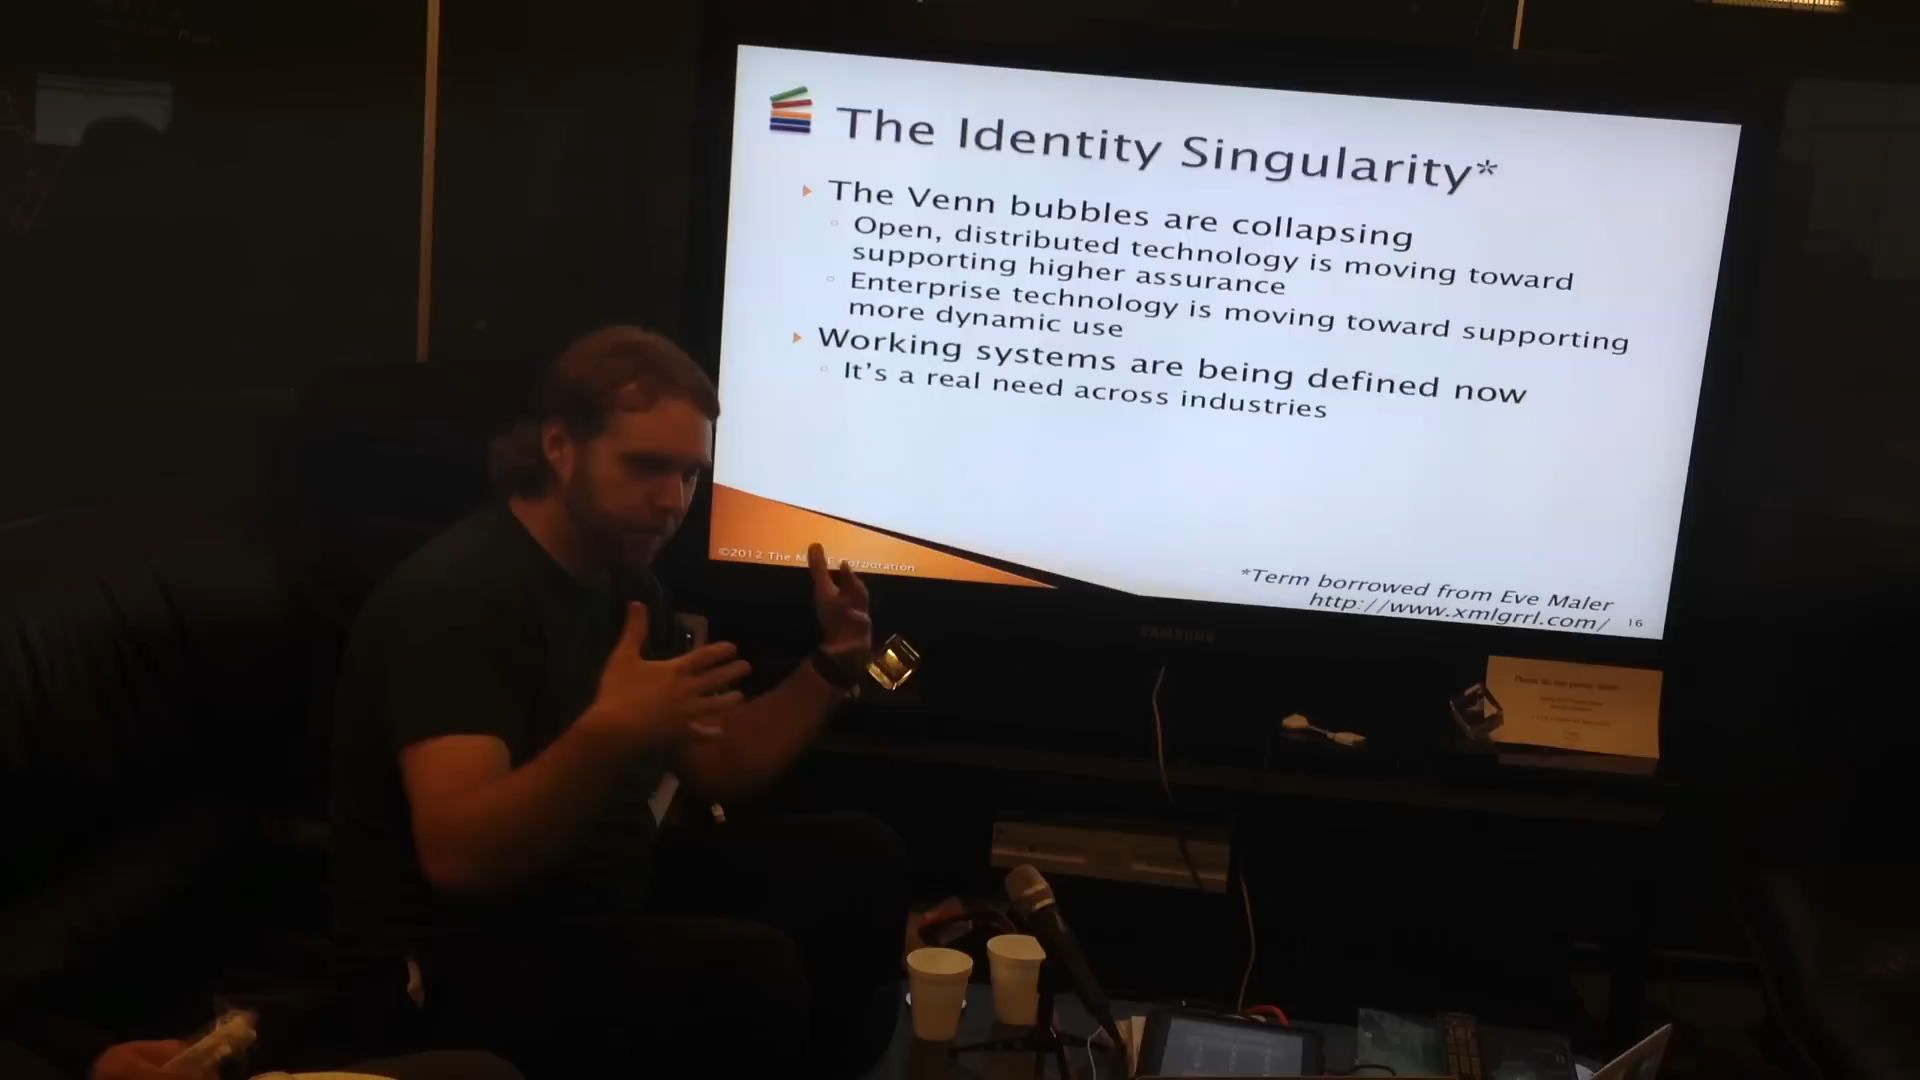 The Identity Singularity*
The Venn bubbles are collapsing
Open, distributed technology is moving toward
supporting higher assurance
Enterprise technology is moving toward supporting
more dynamic use
Working systems are being defined now
It's a real need across industries
©2012 The M Corporation
*Term borrowed from Eve Maler
http://www.xmlgrrl.com/
16
SAMSUNG